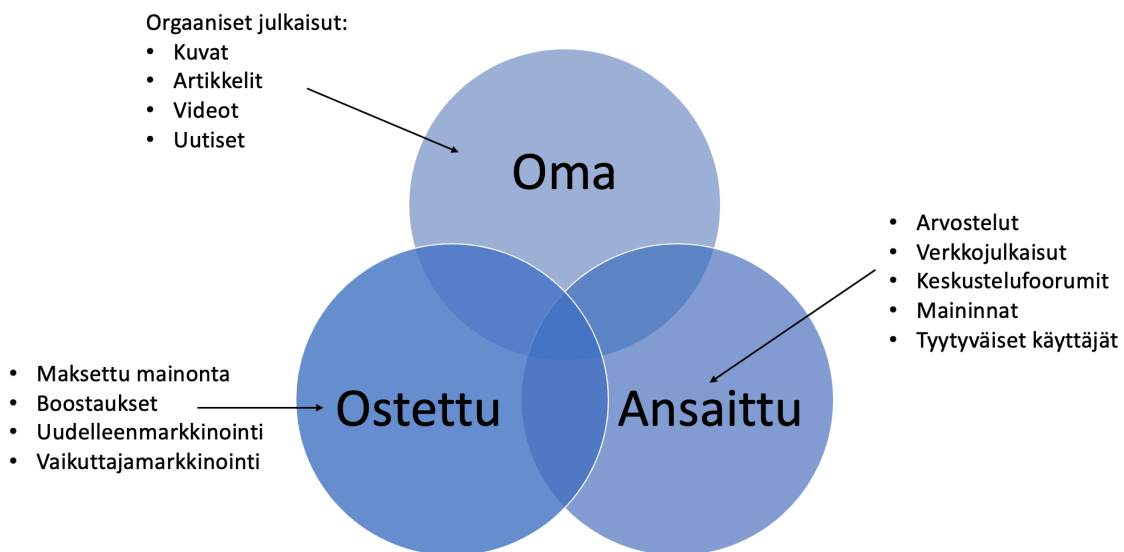 Orgaaniset julkaisut:
• Kuvat
• Artikkelit
• Videot
• Uutiset
Oma
• Arvostelut
• Verkkojulkaisut
• Keskustelufoorumit
• Maininnat
• Tyytyväiset käyttäjät
• Maksettu mainonta
• Boostaukset
• Uudelleenmarkkinointi
• Vaikuttajamarkkinointi
Ostettu
Ansaittu